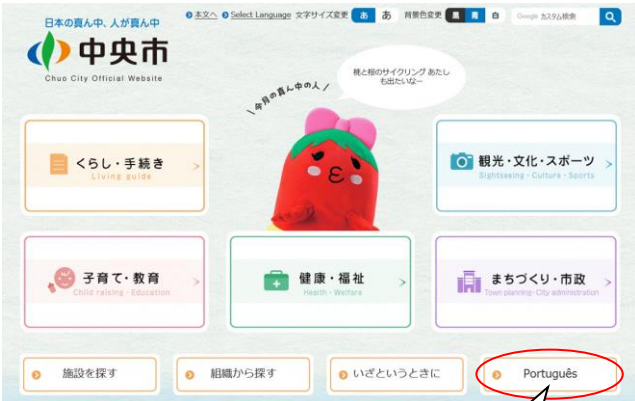 日本の真ん中、人が真ん中
中央市
Chuo City Official Website
本文へ Select Language 文字サイズ変更 あ あ 背景色変更 黒 青 白 Google カスタム検索
\ 今月の真ん中の人 /
桃と桜のサイクリング あたし
も出たいなー
くらし・手続き
Living guide
観光・文化・スポーツ
Sightseeing・Culture・Sports
子育て・教育
Child raising・Education
健康・福祉
Health・Welfare
まちづくり・市政
Town planning・City administration
施設を探す
組織から探す
いざというときに
Português